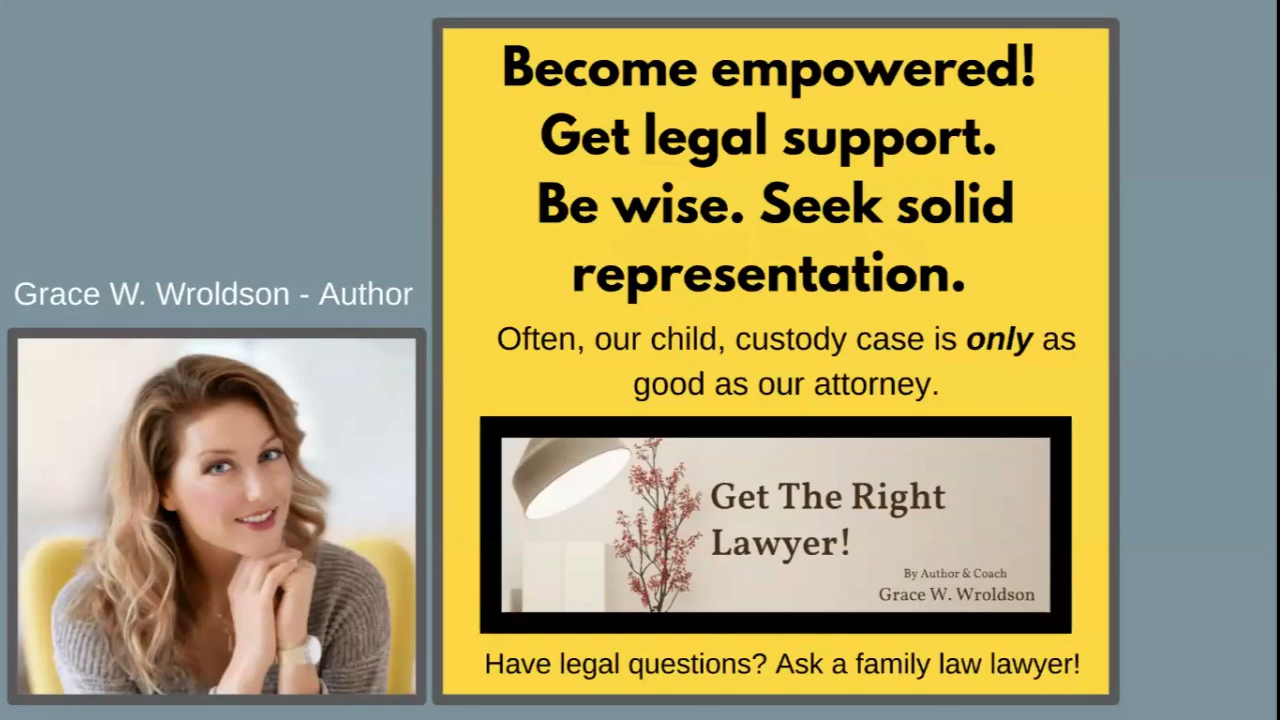 Become empowered!
Get legal support.
Be wise. Seek solid
representation.
Grace W. Wroldson - Author
Often, our child, custody case is only as
good as our attorney.
Get The Right
Lawyer!
By Author & Coach
Grace W. Wroldson
Have legal questions? Ask a family law lawyer!